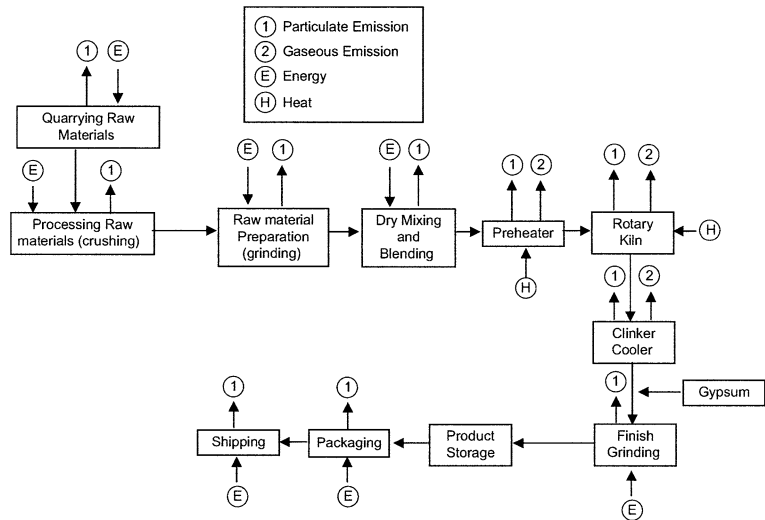 1 Particulate Emission
2 Gaseous Emission
E Energy
H Heat
1 E
Quarrying Raw
Materials
E 1
Processing Raw
materials (crushing)
E 1
Raw material
Preparation
(grinding)
E 1
Dry Mixing
and
Blending
1 2
Preheater
H
1 2
Rotary
Kiln
H
1 2
Clinker
Cooler
Gypsum
1
Finish
Grinding
E
Product
Storage
1
Packaging
E
1
Shipping
E